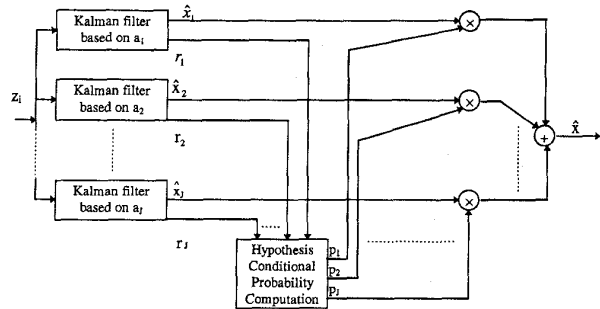 Kalman filter
based on a₁
x̂₁
r₁
×
Kalman filter
based on a₂
x̂₂
r₂
×
zᵢ
+
x̂
Kalman filter
based on a_J
x̂_J
r_J
×
Hypothesis
Conditional
Probability
Computation
p₁
p₂
p_J